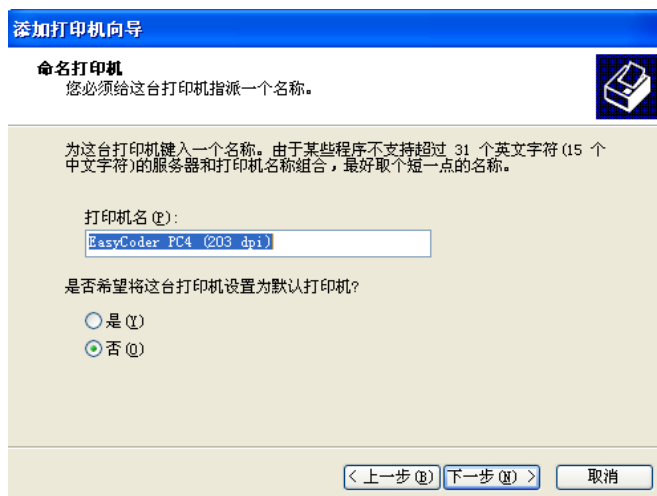 添加打印机向导
命名打印机
您必须给这台打印机指派一个名称。
为这台打印机键入一个名称。由于某些程序不支持超过 31 个英文字符(15 个
中文字符)的服务器和打印机名称组合，最好取个短一点的名称。
打印机名(P):
EasyCoder PC4 (203 dpi)
是否希望将这台打印机设置为默认打印机?
是(Y)
否(O)
< 上一步(B) 下一步(N) > 取消